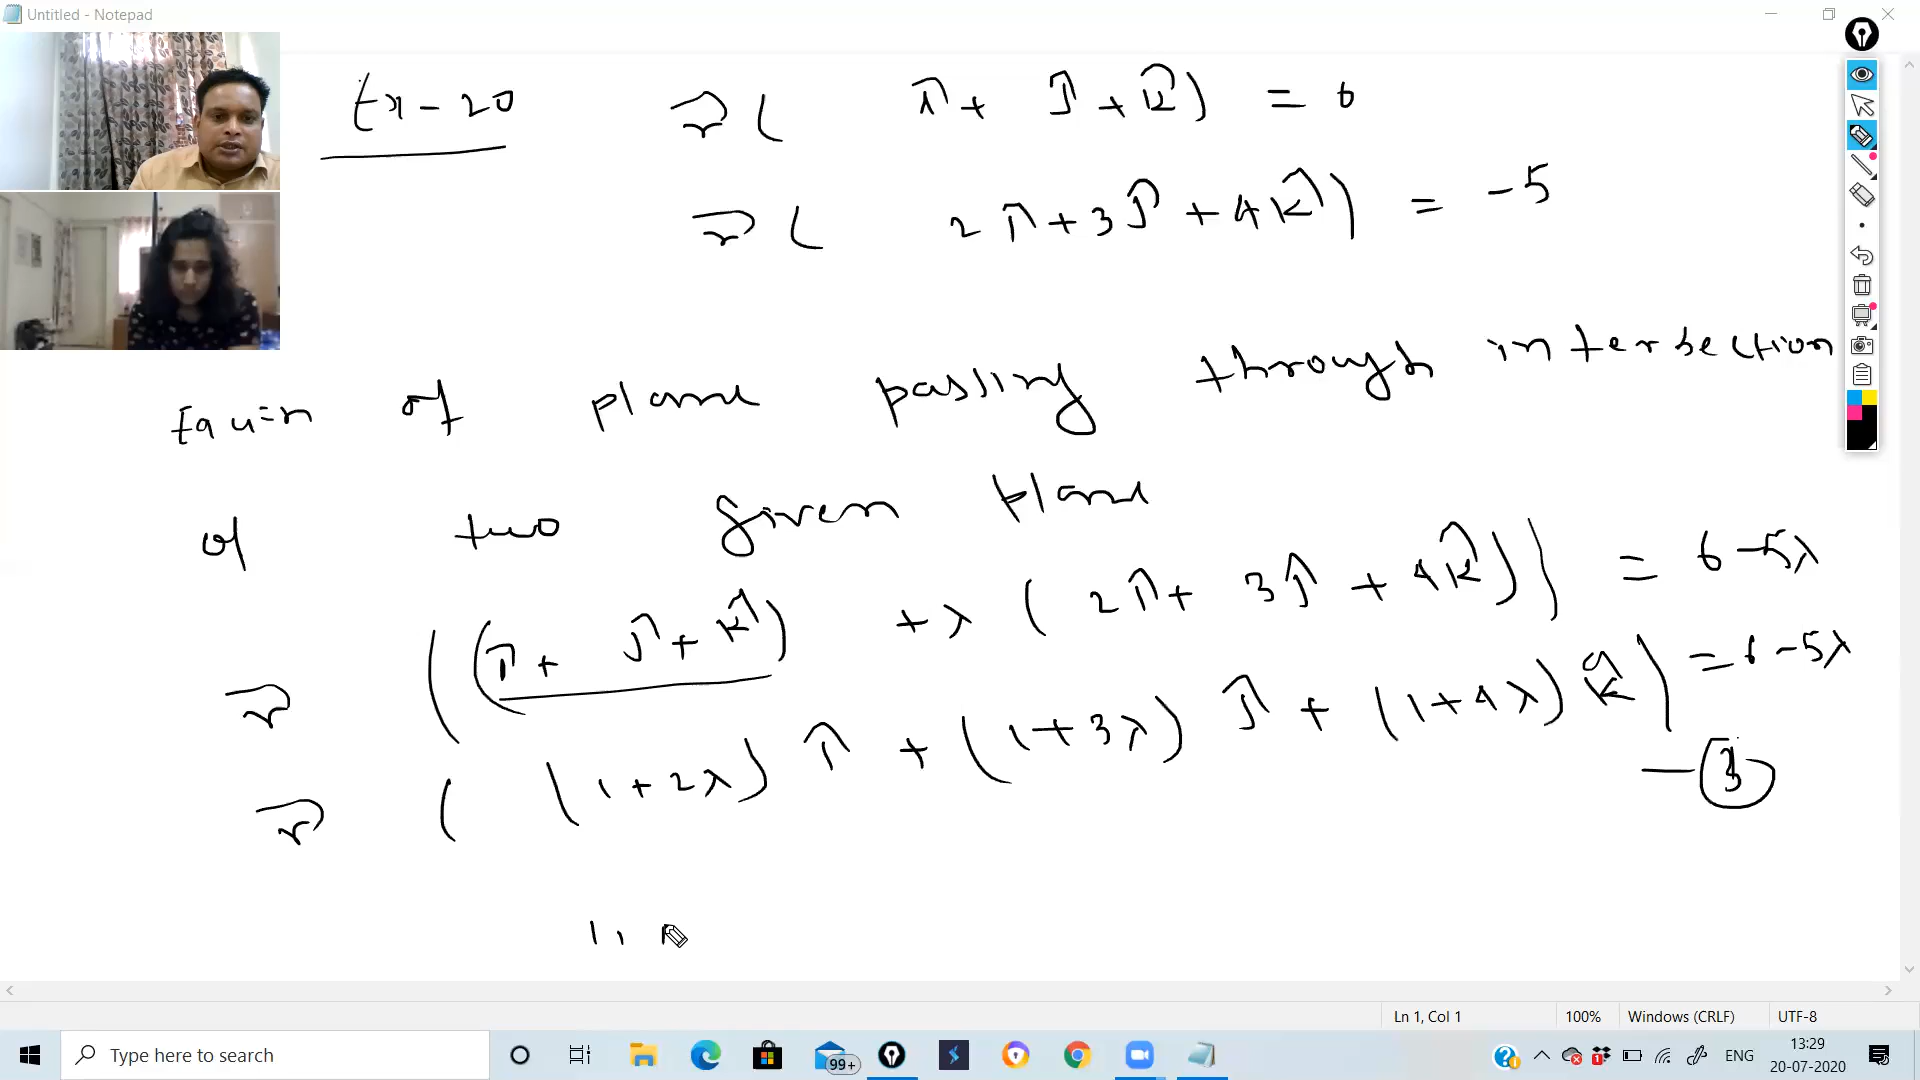 Untitled - Notepad
Ex - 20
r⃗ ( î + ĵ + k̂ ) = 6
r⃗ ( 2î + 3ĵ + 4k̂ ) = -5
Equ=n of plane passing through intersection
of two given plane
r⃗ ( ( î + ĵ + k̂ ) + λ ( 2î + 3ĵ + 4k̂ ) ) = 6 - 5λ
r⃗ ( ( 1 + 2λ ) î + ( 1 + 3λ ) ĵ + ( 1 + 4λ ) k̂ ) = 6 - 5λ
— 3
1,
Ln 1, Col 1 100% Windows (CRLF) UTF-8
Type here to search 99+ ENG 13:29
20-07-2020